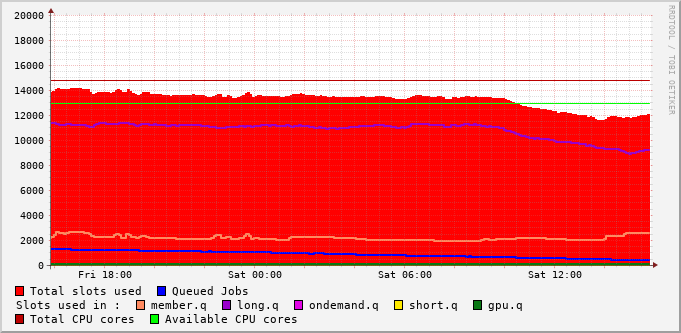 20000
18000
16000
14000
12000
10000
8000
6000
4000
2000
0
Fri 18:00 Sat 00:00 Sat 06:00 Sat 12:00
RRDTOOL / TOBI OETIKER
Total slots used Queued Jobs
Slots used in : member.q long.q ondemand.q short.q gpu.q
Total CPU cores Available CPU cores